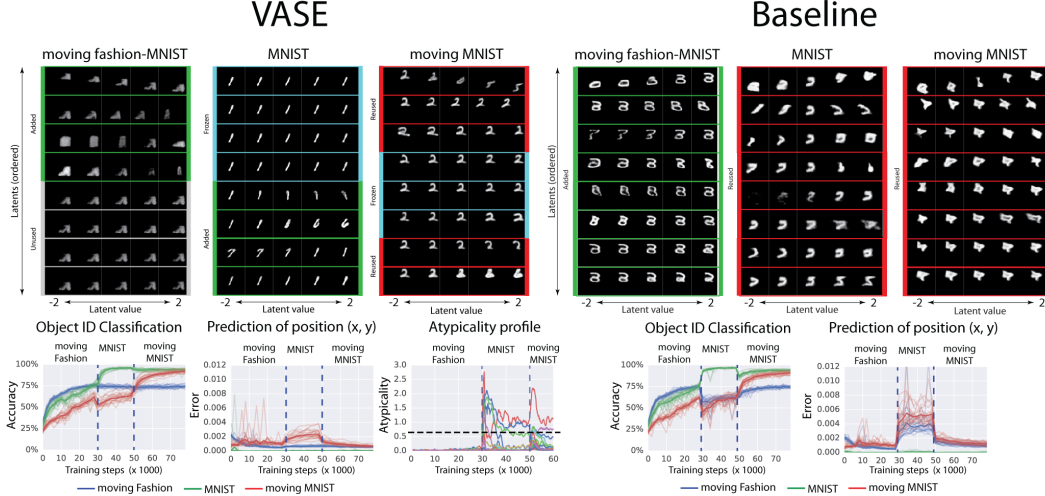 VASE
Baseline
moving fashion-MNIST
MNIST
moving MNIST
moving fashion-MNIST
MNIST
moving MNIST
Latents (ordered)
Added
Unused
Frozen
Added
Reused
Frozen
Reused
Latents (ordered)
Added
Reused
Reused
-2
2
-2
2
-2
2
-2
2
-2
2
-2
2
Latent value
Latent value
Latent value
Latent value
Latent value
Latent value
Object ID Classification
moving Fashion
MNIST
moving MNIST
Accuracy
100%
75%
50%
25%
0%
0
10
20
30
40
50
60
70
Training steps (x 1000)
Prediction of position (x, y)
moving Fashion
MNIST
moving MNIST
Error
0.012
0.010
0.008
0.006
0.004
0.002
0.000
0
10
20
30
40
50
60
70
Training steps (x 1000)
Atypicality profile
moving Fashion
MNIST
moving MNIST
Atypicality
3.0
2.5
2.0
1.5
1.0
0.5
0.0
0
10
20
30
40
50
60
Training steps (x 1000)
moving Fashion
MNIST
moving MNIST
Object ID Classification
moving Fashion
MNIST
moving MNIST
Accuracy
100%
75%
50%
25%
0%
0
10
20
30
40
50
60
70
Training steps (x 1000)
Prediction of position (x, y)
moving Fashion
MNIST
moving MNIST
Error
0.012
0.010
0.008
0.006
0.004
0.002
0.000
0
10
20
30
40
50
60
70
Training steps (x 1000)
moving Fashion
MNIST
moving MNIST